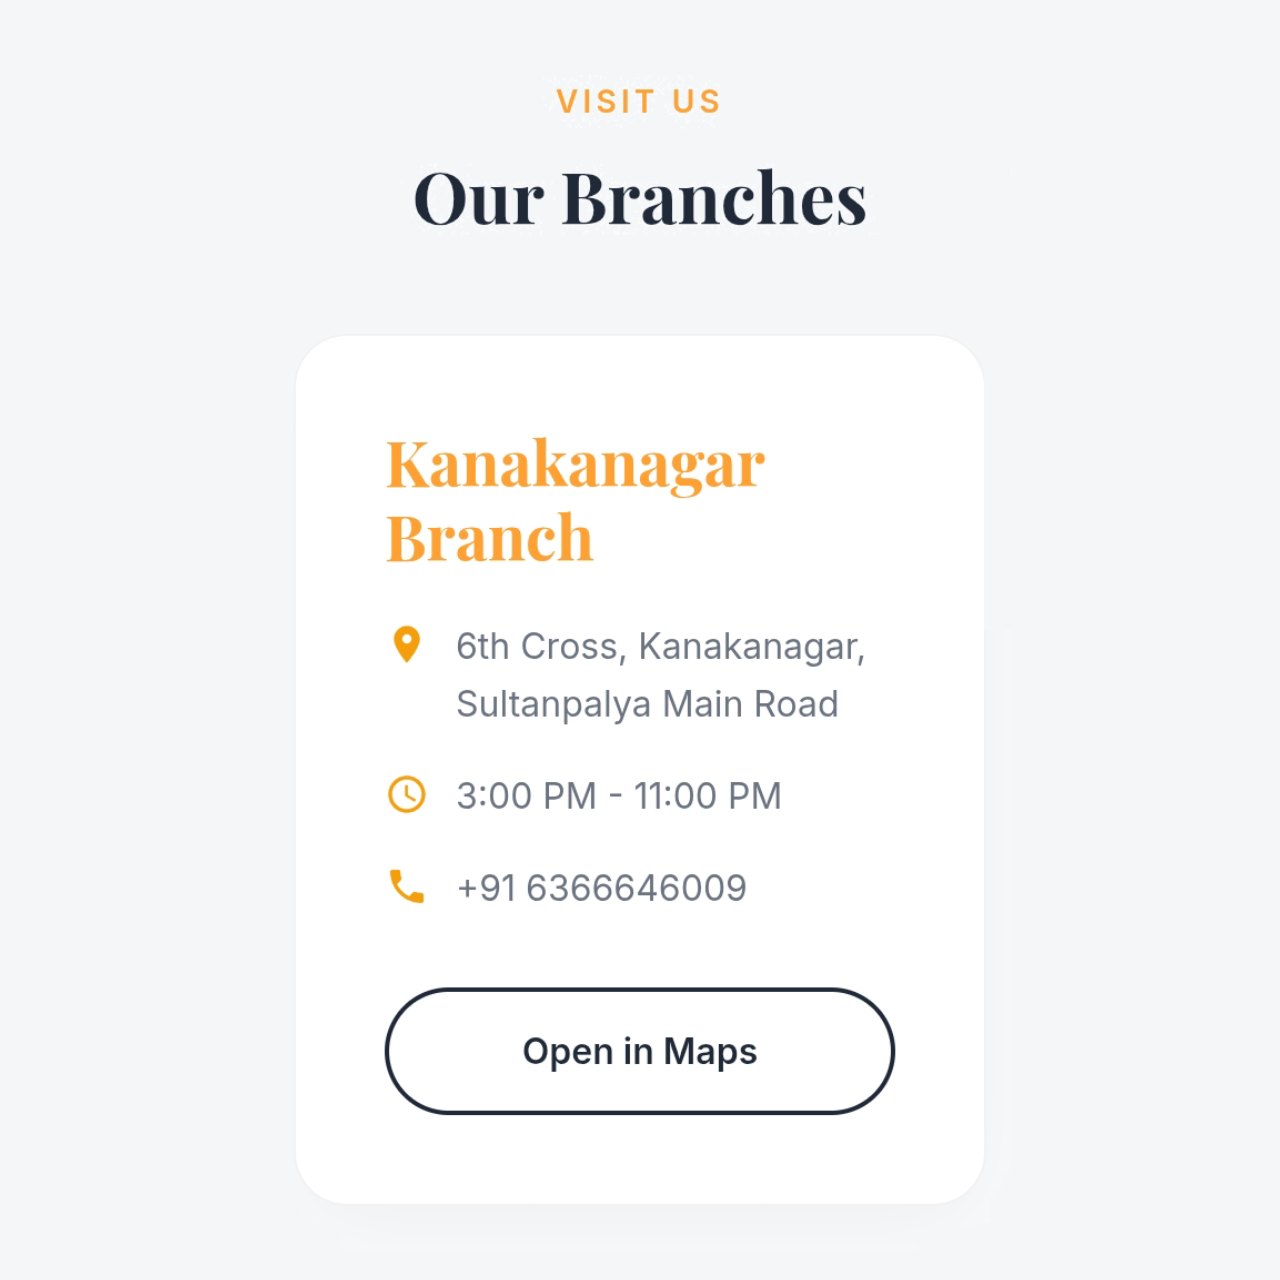 VISIT US
Our Branches
Kanakanagar
Branch
6th Cross, Kanakanagar,
Sultanpalya Main Road
3:00 PM - 11:00 PM
+91 6366646009
Open in Maps